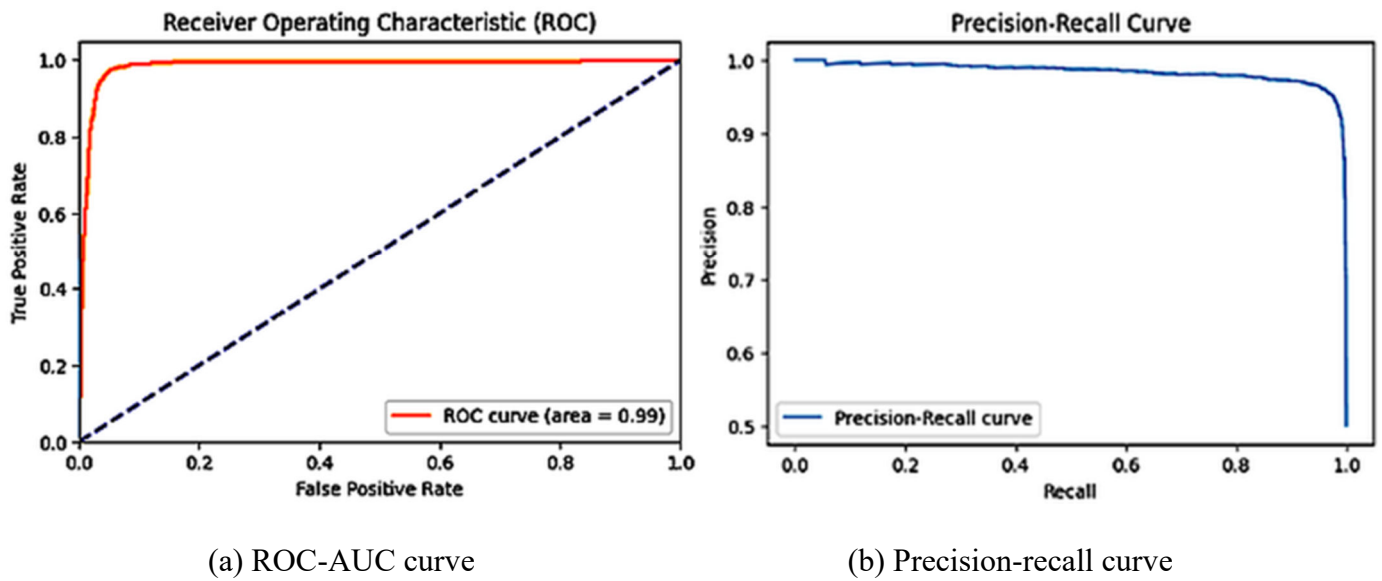 Receiver Operating Characteristic (ROC)
True Positive Rate
1.0
0.8
0.6
0.4
0.2
0.0
ROC curve (area = 0.99)
0.0 0.2 0.4 0.6 0.8 1.0
False Positive Rate
(a) ROC-AUC curve
Precision-Recall Curve
Precision
1.0
0.9
0.8
0.7
0.6
0.5
Precision-Recall curve
0.0 0.2 0.4 0.6 0.8 1.0
Recall
(b) Precision-recall curve